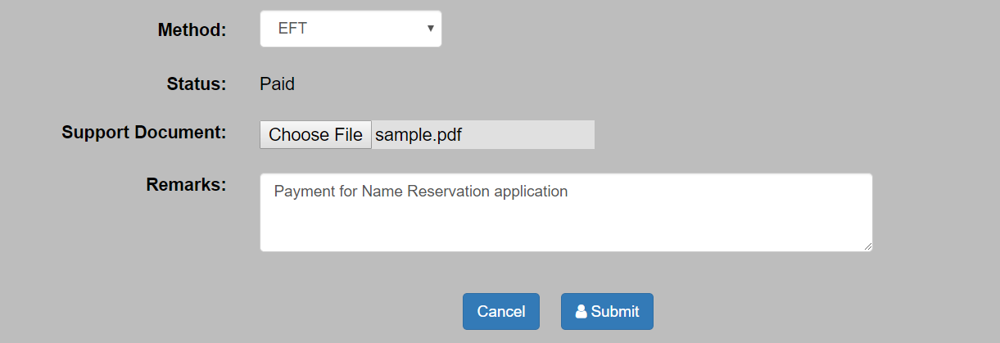 Method: EFT
Status: Paid
Support Document: Choose File sample.pdf
Remarks: Payment for Name Reservation application
Cancel Submit